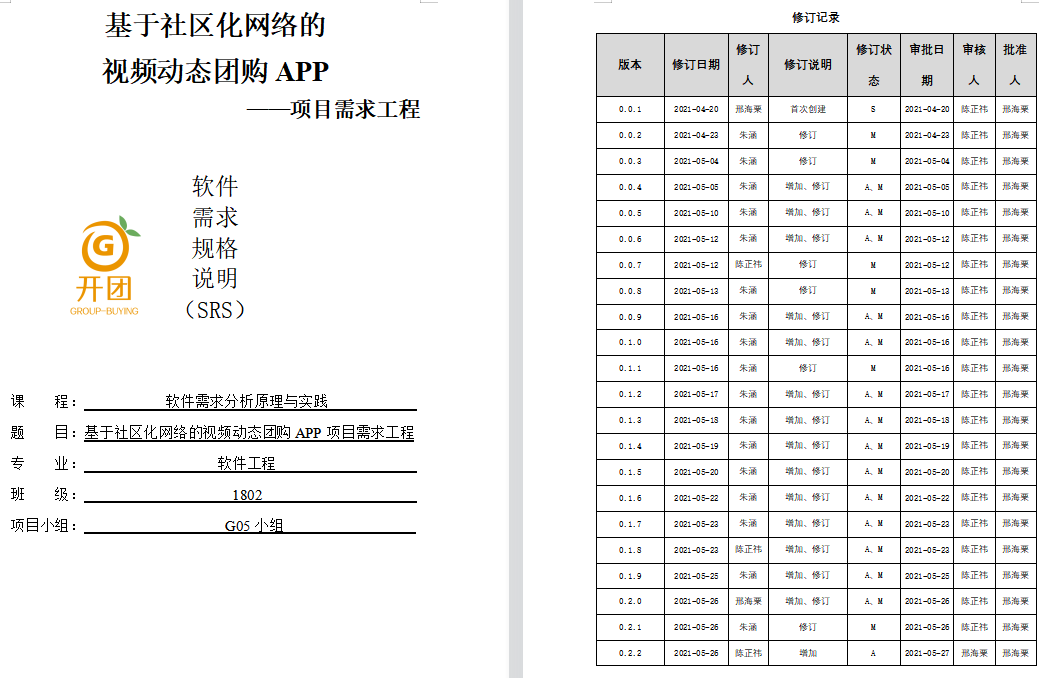 基于社区化网络的
视频动态团购 APP
——项目需求工程
软件
需求
规格
说明
（SRS）
G
开团
GROUP-BUYING
课 程： 软件需求分析原理与实践
题 目： 基于社区化网络的视频动态团购 APP 项目需求工程
专 业： 软件工程
班 级： 1802
项目小组： G05 小组
修订记录
版本 修订日期 修订人 修订说明 修订状态 审批日期 审核人 批准人
0.0.1 2021-04-20 邢海粟 首次创建 S 2021-04-20 陈正祎 邢海粟
0.0.2 2021-04-23 朱涵 修订 M 2021-04-23 陈正祎 邢海粟
0.0.3 2021-05-04 朱涵 修订 M 2021-05-04 陈正祎 邢海粟
0.0.4 2021-05-05 朱涵 增加、修订 A、M 2021-05-05 陈正祎 邢海粟
0.0.5 2021-05-10 朱涵 增加、修订 A、M 2021-05-10 陈正祎 邢海粟
0.0.6 2021-05-12 朱涵 增加、修订 A、M 2021-05-12 陈正祎 邢海粟
0.0.7 2021-05-12 陈正祎 修订 M 2021-05-12 陈正祎 邢海粟
0.0.8 2021-05-13 朱涵 修订 M 2021-05-13 陈正祎 邢海粟
0.0.9 2021-05-16 朱涵 增加、修订 A、M 2021-05-16 陈正祎 邢海粟
0.1.0 2021-05-16 朱涵 增加、修订 A、M 2021-05-16 陈正祎 邢海粟
0.1.1 2021-05-16 朱涵 修订 M 2021-05-16 陈正祎 邢海粟
0.1.2 2021-05-17 朱涵 增加、修订 A、M 2021-05-17 陈正祎 邢海粟
0.1.3 2021-05-18 朱涵 增加、修订 A、M 2021-05-18 陈正祎 邢海粟
0.1.4 2021-05-19 朱涵 增加、修订 A、M 2021-05-19 陈正祎 邢海粟
0.1.5 2021-05-20 朱涵 增加、修订 A、M 2021-05-20 陈正祎 邢海粟
0.1.6 2021-05-22 朱涵 增加、修订 A、M 2021-05-22 陈正祎 邢海粟
0.1.7 2021-05-23 朱涵 增加、修订 A、M 2021-05-23 陈正祎 邢海粟
0.1.8 2021-05-23 陈正祎 增加、修订 A、M 2021-05-23 陈正祎 邢海粟
0.1.9 2021-05-25 朱涵 增加、修订 A、M 2021-05-25 陈正祎 邢海粟
0.2.0 2021-05-26 邢海粟 增加、修订 A、M 2021-05-26 陈正祎 邢海粟
0.2.1 2021-05-26 朱涵 修订 M 2021-05-26 陈正祎 邢海粟
0.2.2 2021-05-26 陈正祎 增加 A 2021-05-27 邢海粟 邢海粟